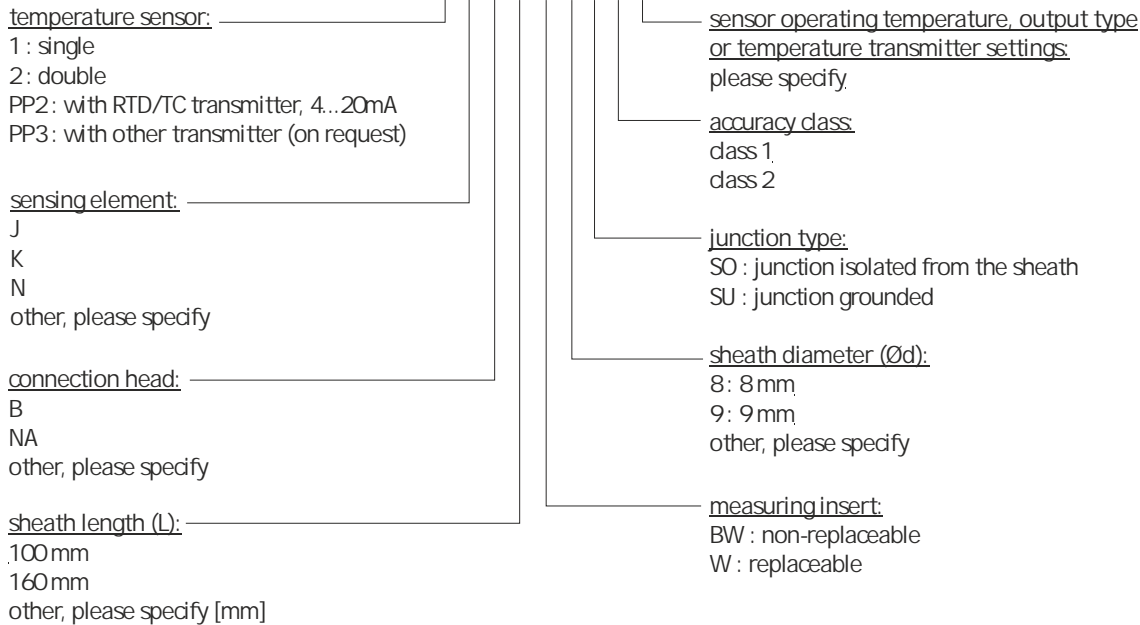 temperature sensor:
1 : single
2 : double
PP2 : with RTD/TC transmitter, 4...20mA
PP3 : with other transmitter (on request)
sensing element:
J
K
N
other, please specify
connection head:
B
NA
other, please specify
sheath length (L):
100 mm
160 mm
other, please specify [mm]
sensor operating temperature, output type
or temperature transmitter settings:
please specify
accuracy class:
class 1
class 2
junction type:
SO : junction isolated from the sheath
SU : junction grounded
sheath diameter (Ød):
8 : 8 mm
9 : 9 mm
other, please specify
measuring insert:
BW : non-replaceable
W : replaceable